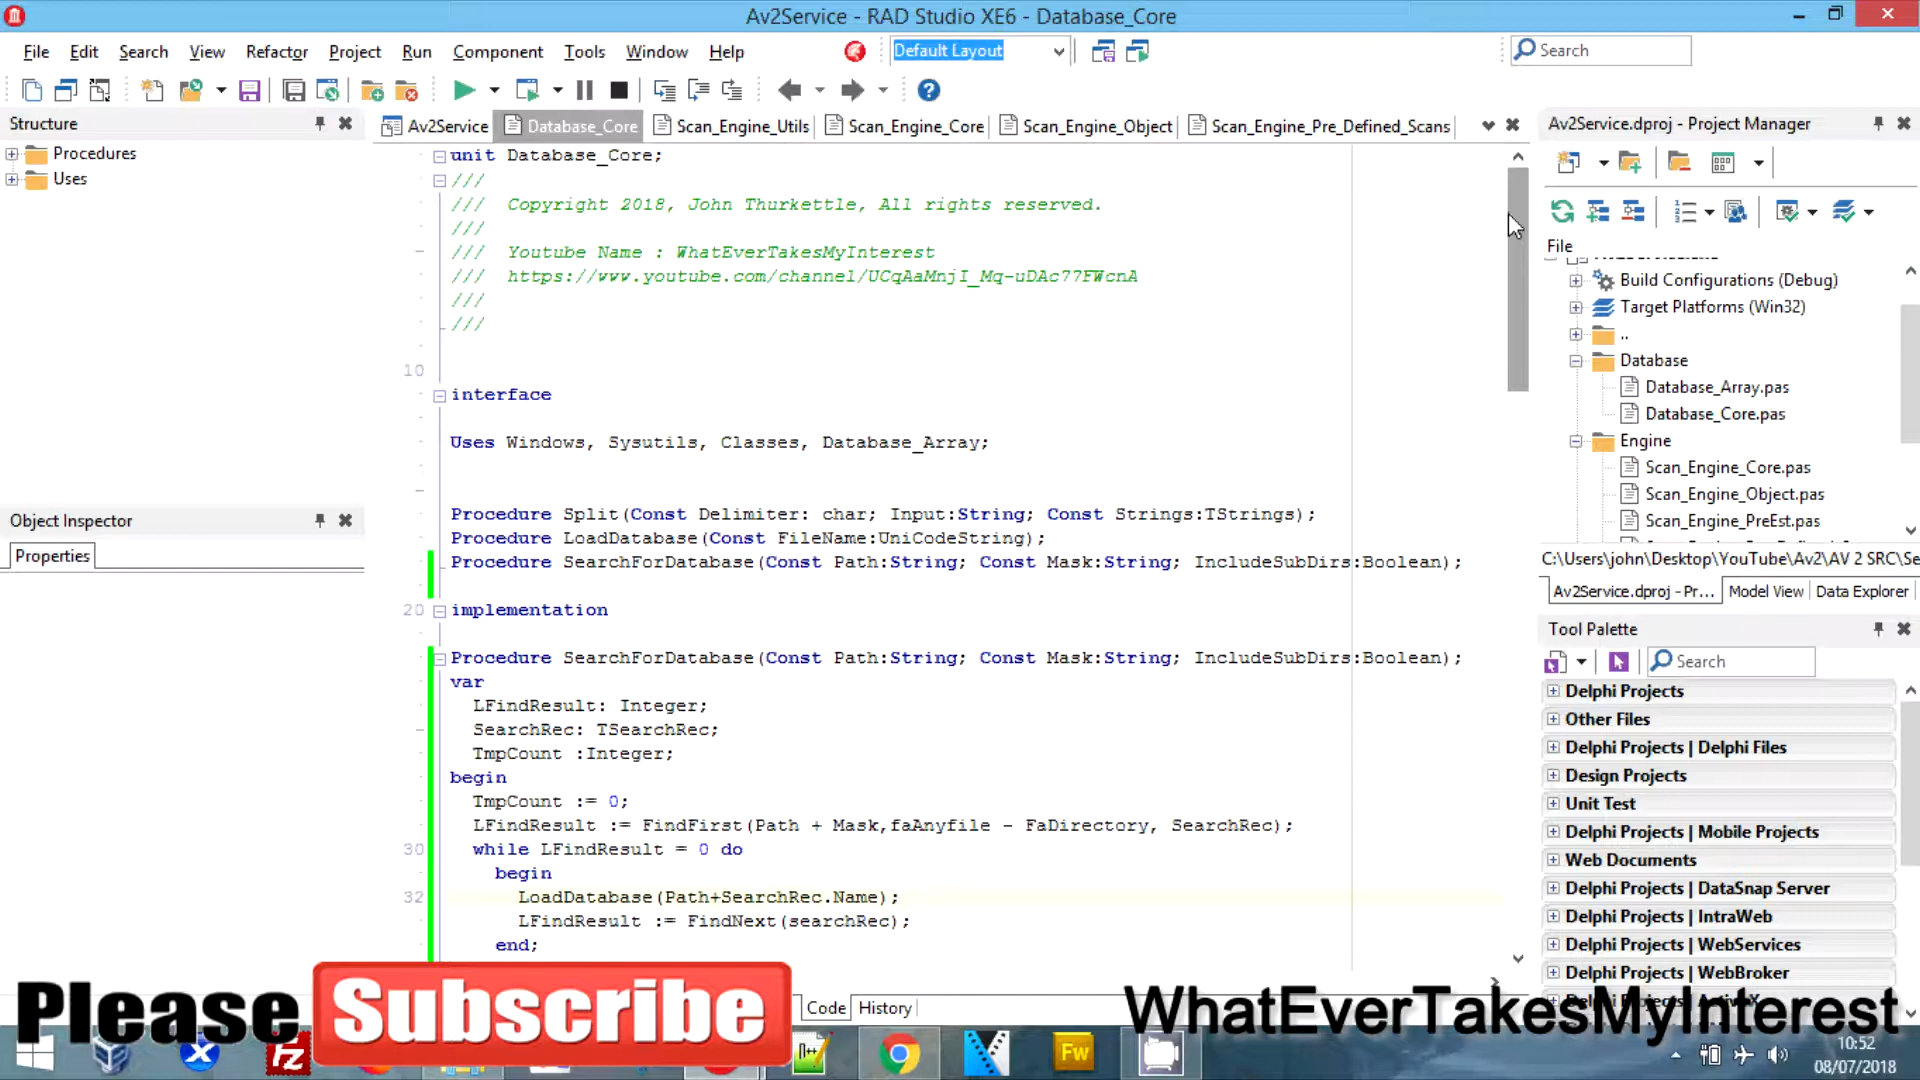 Av2Service - RAD Studio XE6 - Database_Core
File Edit Search View Refactor Project Run Component Tools Window Help
Default Layout
Search
Structure
Procedures
Uses
Object Inspector
Properties
Av2Service Database_Core Scan_Engine_Utils Scan_Engine_Core Scan_Engine_Object Scan_Engine_Pre_Defined_Scans
unit Database_Core;
///
/// Copyright 2018, John Thurkettle, All rights reserved.
///
/// Youtube Name : WhatEverTakesMyInterest
/// https://www.youtube.com/channel/UCqAaMnjI_Mq-uDAc77FWcnA
///
///
10
interface
Uses Windows, Sysutils, Classes, Database_Array;
Procedure Split(Const Delimiter: char; Input:String; Const Strings:TStrings);
Procedure LoadDatabase(Const FileName:UniCodeString);
Procedure SearchForDatabase(Const Path:String; Const Mask:String; IncludeSubDirs:Boolean);
20 implementation
Procedure SearchForDatabase(Const Path:String; Const Mask:String; IncludeSubDirs:Boolean);
var
LFindResult: Integer;
SearchRec: TSearchRec;
TmpCount :Integer;
begin
TmpCount := 0;
LFindResult := FindFirst(Path + Mask,faAnyfile - FaDirectory, SearchRec);
30 while LFindResult = 0 do
begin
32 LoadDatabase(Path+SearchRec.Name);
LFindResult := FindNext(searchRec);
end;
Code History
Av2Service.dproj - Project Manager
File
Build Configurations (Debug)
Target Platforms (Win32)
..
Database
Database_Array.pas
Database_Core.pas
Engine
Scan_Engine_Core.pas
Scan_Engine_Object.pas
Scan_Engine_PreEst.pas
C:\Users\john\Desktop\YouTube\Av2\AV 2 SRC\Se
Av2Service.dproj - Pr... Model View Data Explorer
Tool Palette
Search
Delphi Projects
Other Files
Delphi Projects | Delphi Files
Design Projects
Unit Test
Delphi Projects | Mobile Projects
Web Documents
Delphi Projects | DataSnap Server
Delphi Projects | IntraWeb
Delphi Projects | WebServices
Delphi Projects | WebBroker
Please Subscribe
WhatEverTakesMyInterest
Fz
Fw
10:52
08/07/2018